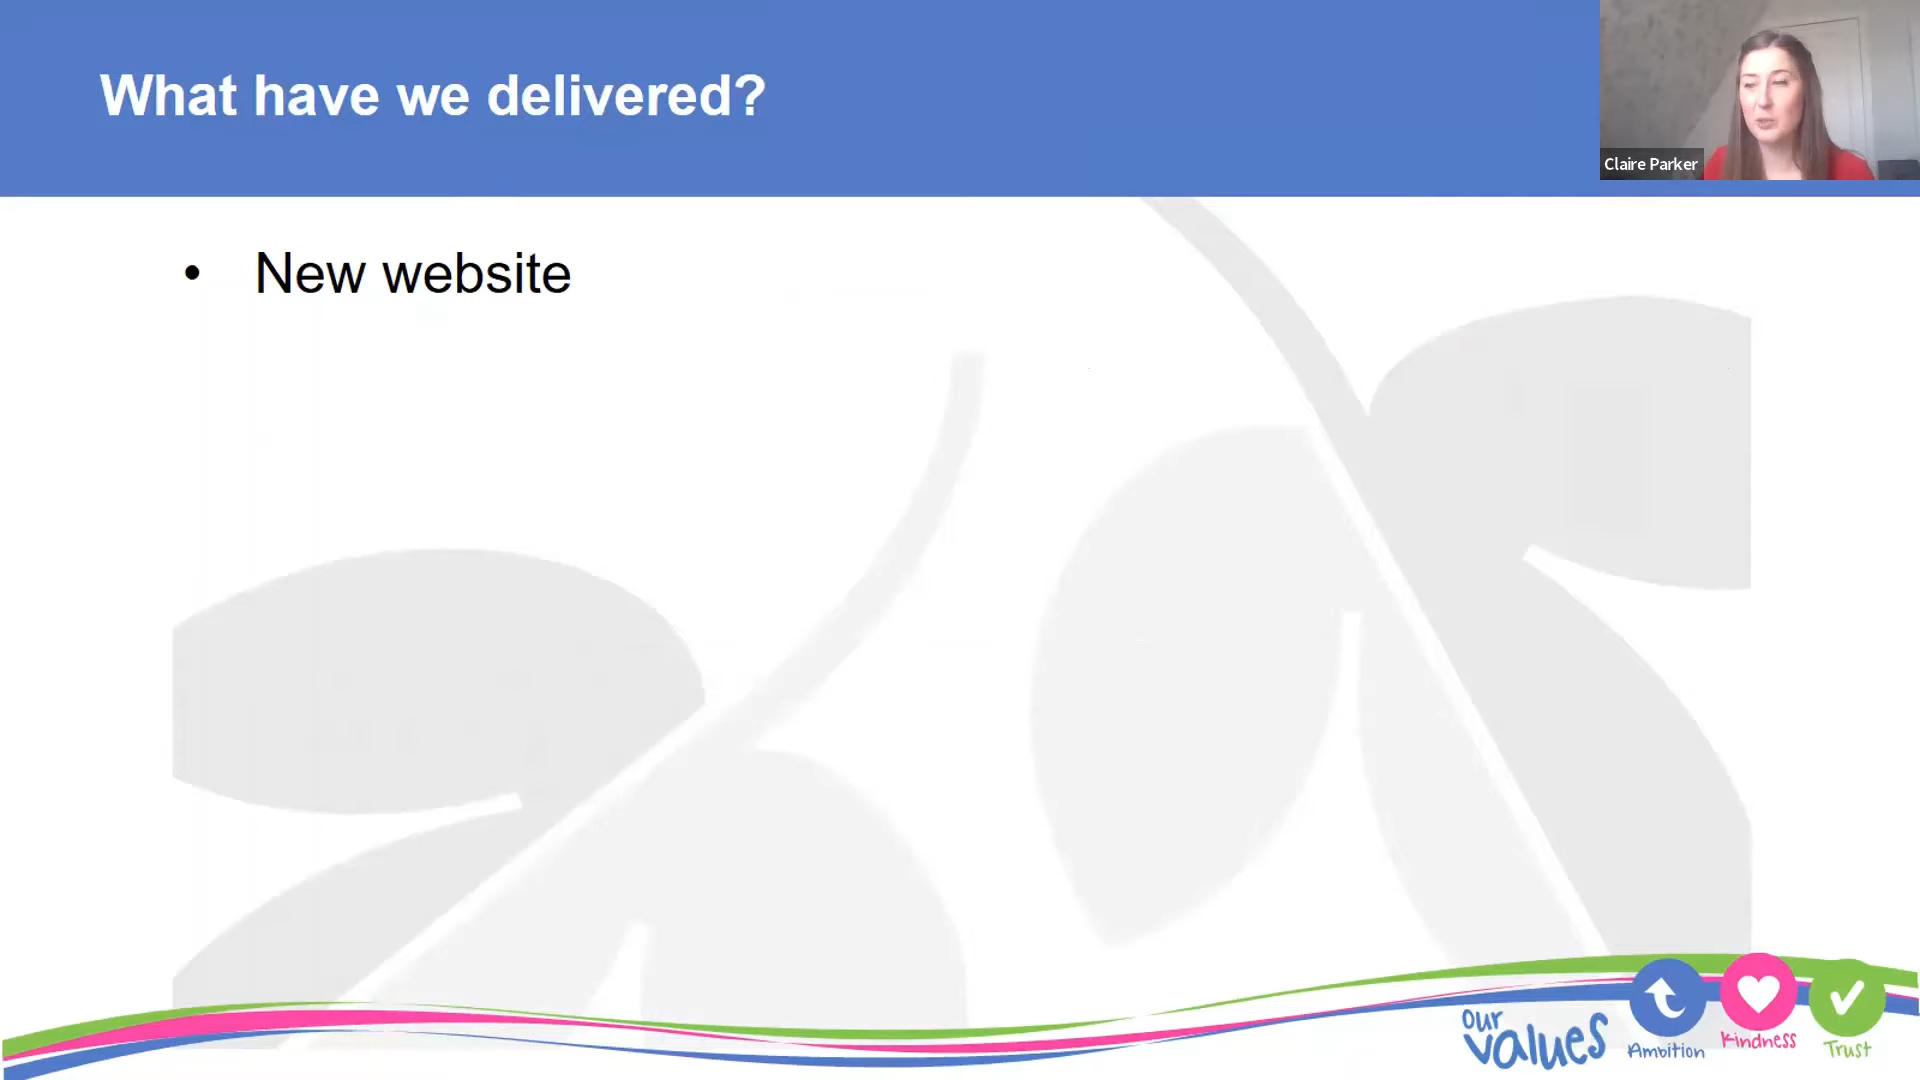 What have we delivered?
Claire Parker
• New website
our values
Ambition
Kindness
Trust